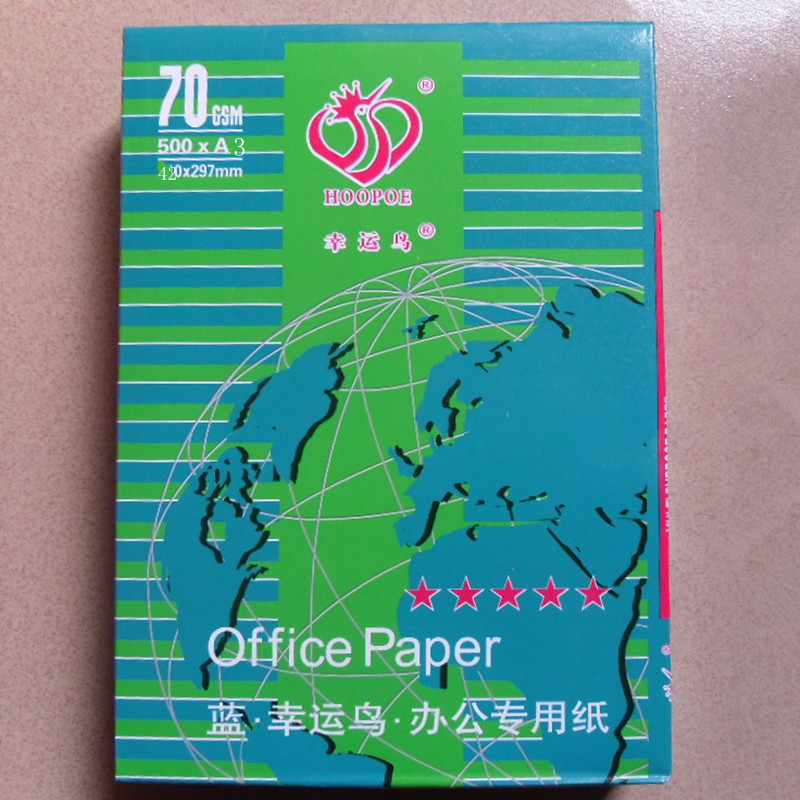 70 GSM
500 x A3
420x297mm
®
HOOPOE
幸运鸟®
Office Paper
蓝·幸运鸟·办公专用纸